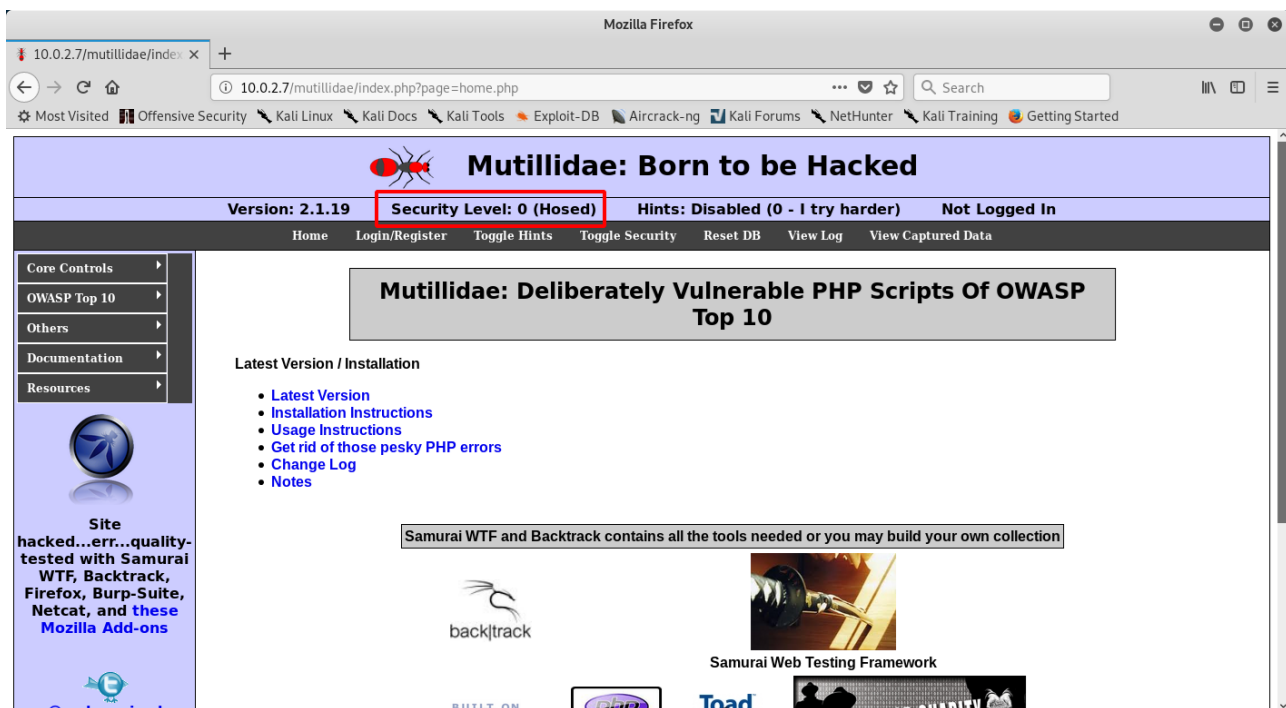 Mozilla Firefox
10.0.2.7/mutillidae/index
10.0.2.7/mutillidae/index.php?page=home.php
Search
Most Visited Offensive Security Kali Linux Kali Docs Kali Tools Exploit-DB Aircrack-ng Kali Forums NetHunter Kali Training Getting Started
Mutillidae: Born to be Hacked
Version: 2.1.19 Security Level: 0 (Hosed) Hints: Disabled (0 - I try harder) Not Logged In
Home Login/Register Toggle Hints Toggle Security Reset DB View Log View Captured Data
Core Controls
OWASP Top 10
Others
Documentation
Resources
Site
hacked...err...quality-
tested with Samurai
WTF, Backtrack,
Firefox, Burp-Suite,
Netcat, and these
Mozilla Add-ons
Mutillidae: Deliberately Vulnerable PHP Scripts Of OWASP
Top 10
Latest Version / Installation
Latest Version
Installation Instructions
Usage Instructions
Get rid of those pesky PHP errors
Change Log
Notes
Samurai WTF and Backtrack contains all the tools needed or you may build your own collection
back|track
Samurai Web Testing Framework
BUILT ON
php
Toad